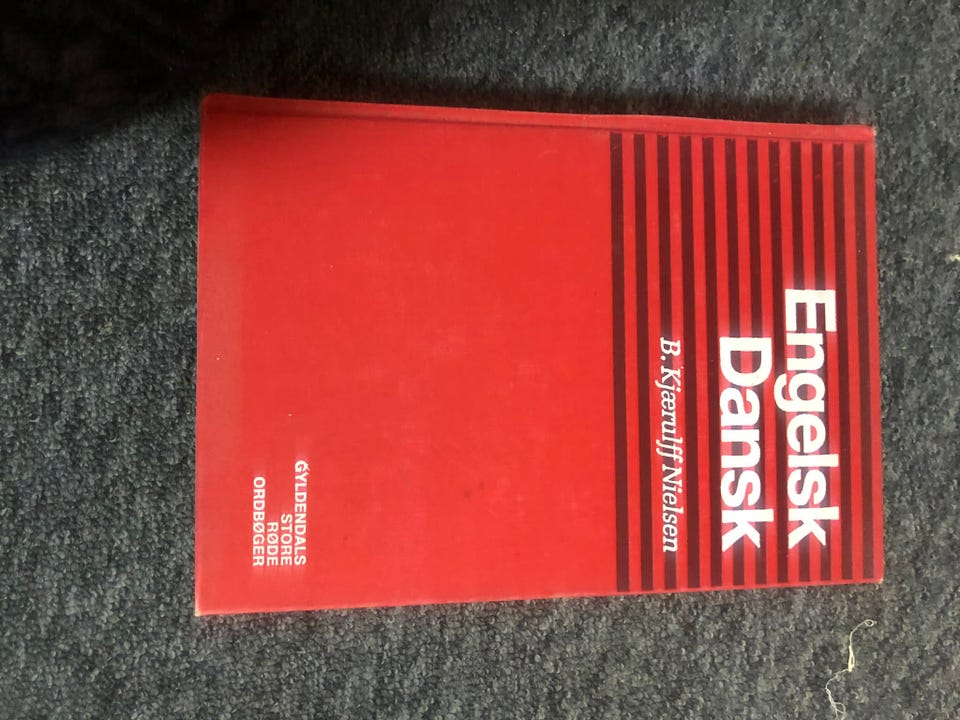 Engelsk
Dansk
B. Kjærulff Nielsen
GYLDENDALS
STORE
RØDE
ORDBØGER